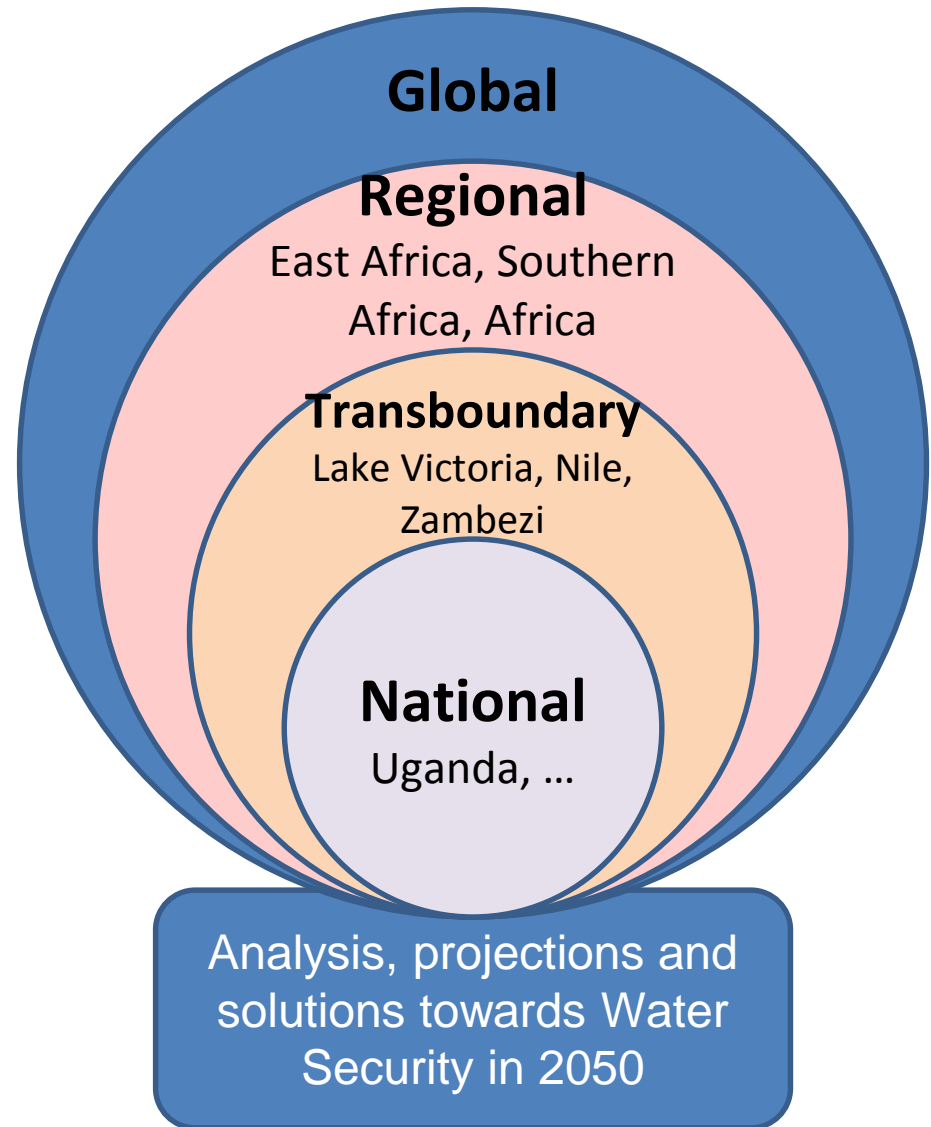 Global
Regional
East Africa, Southern
Africa, Africa
Transboundary
Lake Victoria, Nile,
Zambezi
National
Uganda, ...
Analysis, projections and
solutions towards Water
Security in 2050